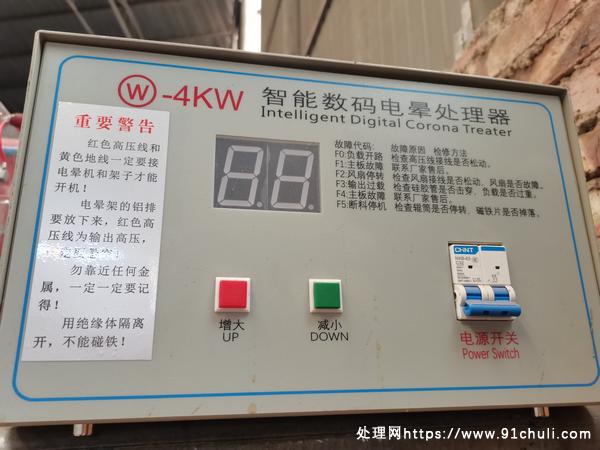 W-4KW
智能数码电晕处理器
Intelligent Digital Corona Treater
重要警告
红色高压线和
黄色地线一定要接
电晕机和架子才能
开机!
电晕架的铝排
要放下来,红色高
压线为输出高压,
勿靠近任何金
属,一定一定要记
得!
用绝缘体隔离
开,不能碰铁!
88
故障代码: 故障原因 检修方法
F0:负载开路 检查高压线接线是否松动。
F1:主板故障 联系厂家售后。
F2:风扇停转 检查风扇接线是否松动、风扇是否故障。
F3:输出过载 检查硅胶管是否击穿、负载是否过重。
F4:主板故障 联系厂家售后。
F5:断料停机 检查辊筒是否停转、磁铁片是否掉落。
CHNT
增大
UP
减小
DOWN
电源开关
Power Switch
处理网https://www.91chuli.com/